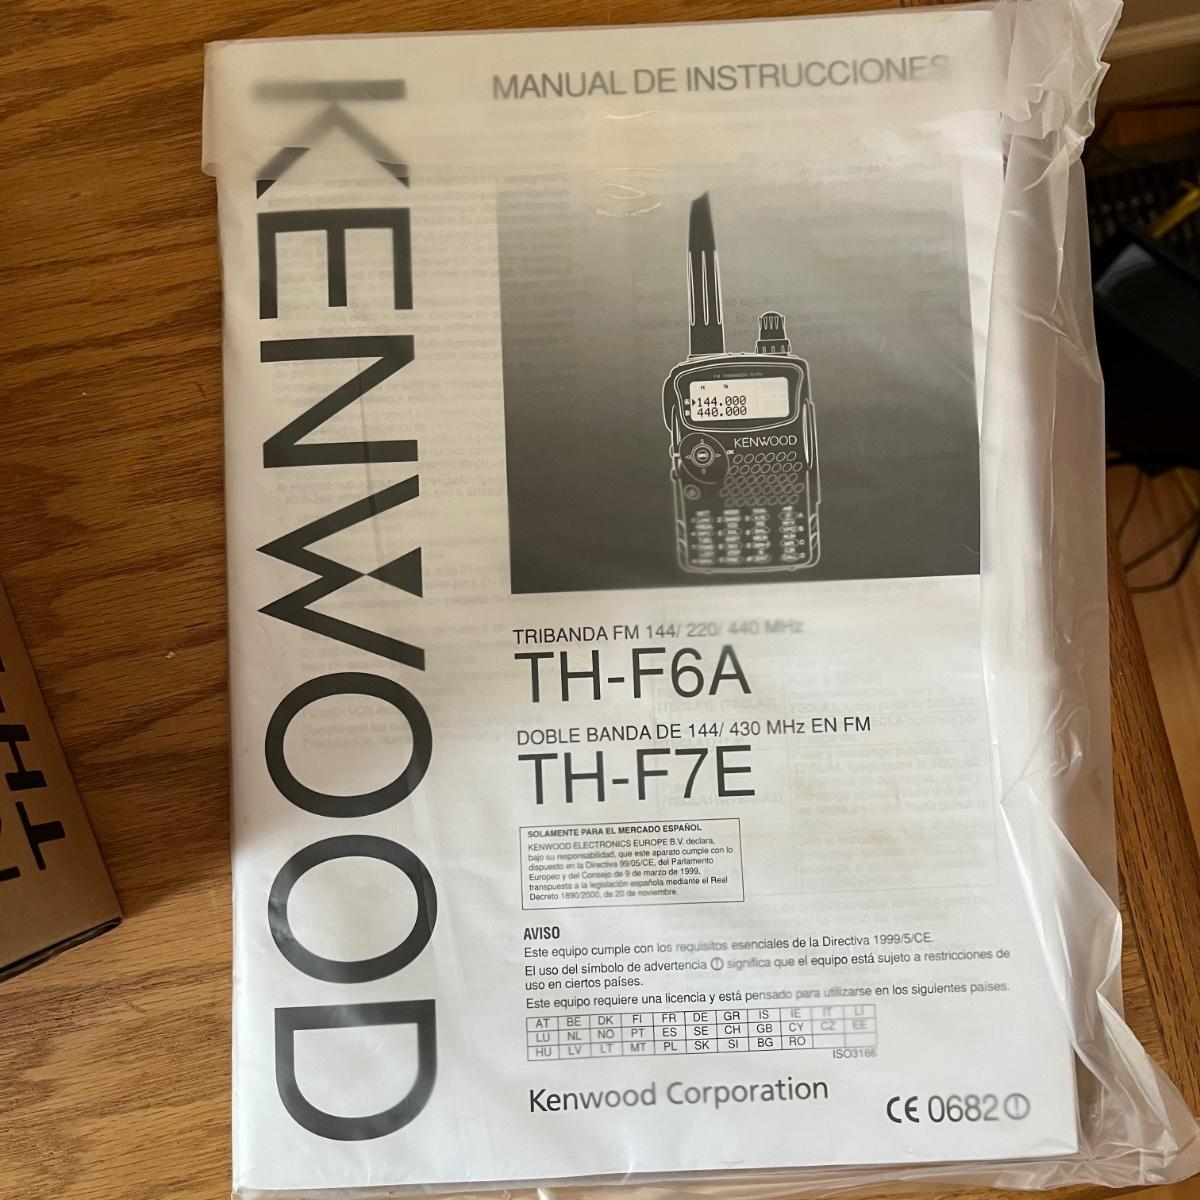 KENWOOD
MANUAL DE INSTRUCCIONES
144.000
440.000
KENWOOD
TRIBANDA FM 144/ 220/ 440 MHz
TH-F6A
DOBLE BANDA DE 144/ 430 MHz EN FM
TH-F7E
SOLAMENTE PARA EL MERCADO ESPAÑOL
KENWOOD ELECTRONICS EUROPE B.V. declara,
bajo su responsabilidad, que este aparato cumple con lo
dispuesto en la Directiva 99/05/CE, del Parlamento
Europeo y del Consejo de 9 de marzo de 1999,
transpuesta a la legislación española mediante el Real
Decreto 1890/2000, de 20 de noviembre.
AVISO
Este equipo cumple con los requisitos esenciales de la Directiva 1999/5/CE.
El uso del símbolo de advertencia significa que el equipo está sujeto a restricciones de
uso en ciertos países.
Este equipo requiere una licencia y está pensado para utilizarse en los siguientes países.
AT BE DK FI FR DE GR IS IE IT LI
LU NL NO PT ES SE CH GB CY CZ EE
HU LV LT MT PL SK SI BG RO
ISO3166
Kenwood Corporation
CE 0682